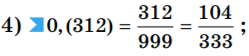 4) 0,(312) = 312/999 = 104/333 ;